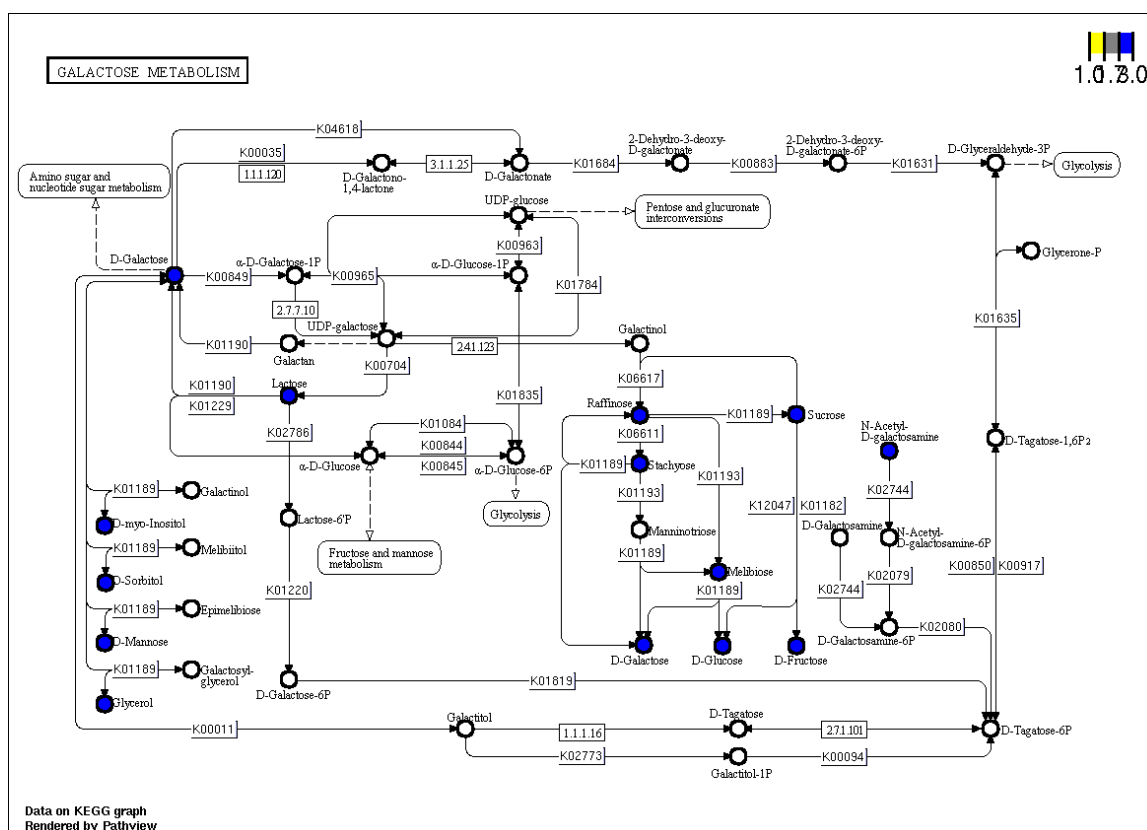 GALACTOSE METABOLISM
K04618
K00035
1.1.1.120
D-Galactono-
1,4-lactone
3.1.1.25
D-Galactonate
K01684
2-Dehydro-3-deoxy-
D-galactonate
K00883
2-Dehydro-3-deoxy-
D-galactonate-6P
K01631
D-Glyceraldehyde-3P
Glycolysis
Amino sugar and
nucleotide sugar metabolism
UDP-glucose
Pentose and glucuronate
interconversions
K00963
D-Galactose
K00849
α-D-Galactose-1P
K00965
α-D-Glucose-1P
K01784
Glycerone-P
2.7.7.10
UDP-galactose
K01635
K01190
Galactan
2.4.1.123
Galactinol
K00704
K01190
K01229
Lactose
K01835
K06617
Raffinose
K01189
Sucrose
K02786
K01084
K00844
K00845
α-D-Glucose
α-D-Glucose-6P
K06611
K01189
Stachyose
K01193
K01193
N-Acetyl-
D-galactosamine
D-Tagatose-1,6P2
K02744
K01189
Galactinol
D-myo-Inositol
Lactose-6'P
Glycolysis
Manninotriose
K12047
K01182
D-Galactosamine
N-Acetyl-
D-galactosamine-6P
K01189
Melibiitol
D-Sorbitol
Fructose and mannose
metabolism
K01189
Melibiose
K02079
K00850
K00917
K01220
K01189
K02744
K01189
Epimelibiose
D-Mannose
K02080
D-Galactosamine-6P
K01189
Galactosyl-
glycerol
Glycerol
D-Galactose
D-Glucose
D-Fructose
D-Galactose-6P
K01819
K00011
Galactitol
1.1.1.16
D-Tagatose
2.7.1.101
D-Tagatose-6P
K02773
Galactitol-1P
K00094
Data on KEGG graph
Rendered by Pathview